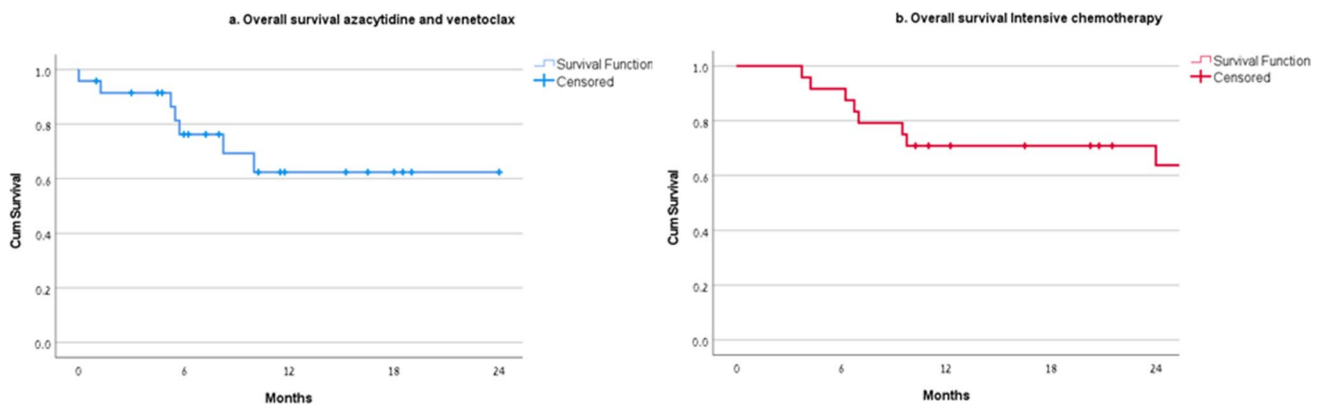 a. Overall survival azacytidine and venetoclax
Survival Function
Censored
1.0
0.8
0.6
0.4
0.2
0.0
Cum Survival
0 6 12 18 24
Months
b. Overall survival Intensive chemotherapy
Survival Function
Censored
1.0
0.8
0.6
0.4
0.2
0.0
Cum Survival
0 6 12 18 24
Months